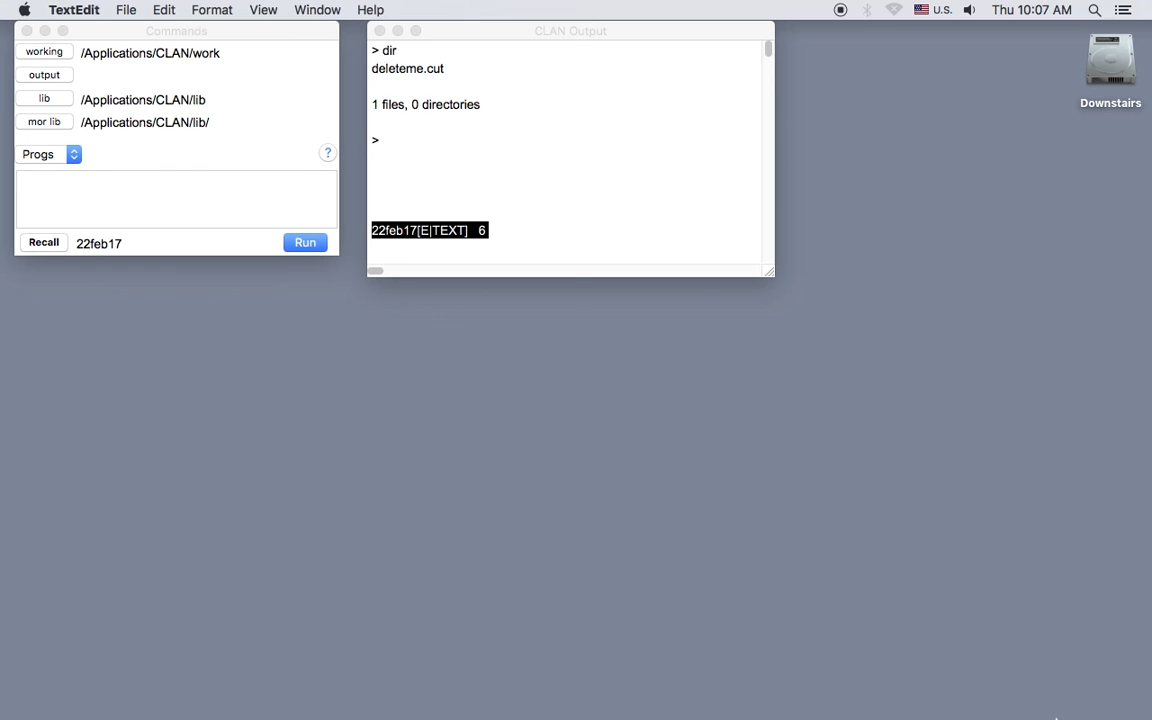 TextEdit File Edit Format View Window Help U.S. Thu 10:07 AM
Commands
working /Applications/CLAN/work
output
lib /Applications/CLAN/lib
mor lib /Applications/CLAN/lib/
Progs ?
Recall 22feb17 Run
CLAN Output
> dir
deleteme.cut
1 files, 0 directories
>
22feb17[E|TEXT] 6
Downstairs